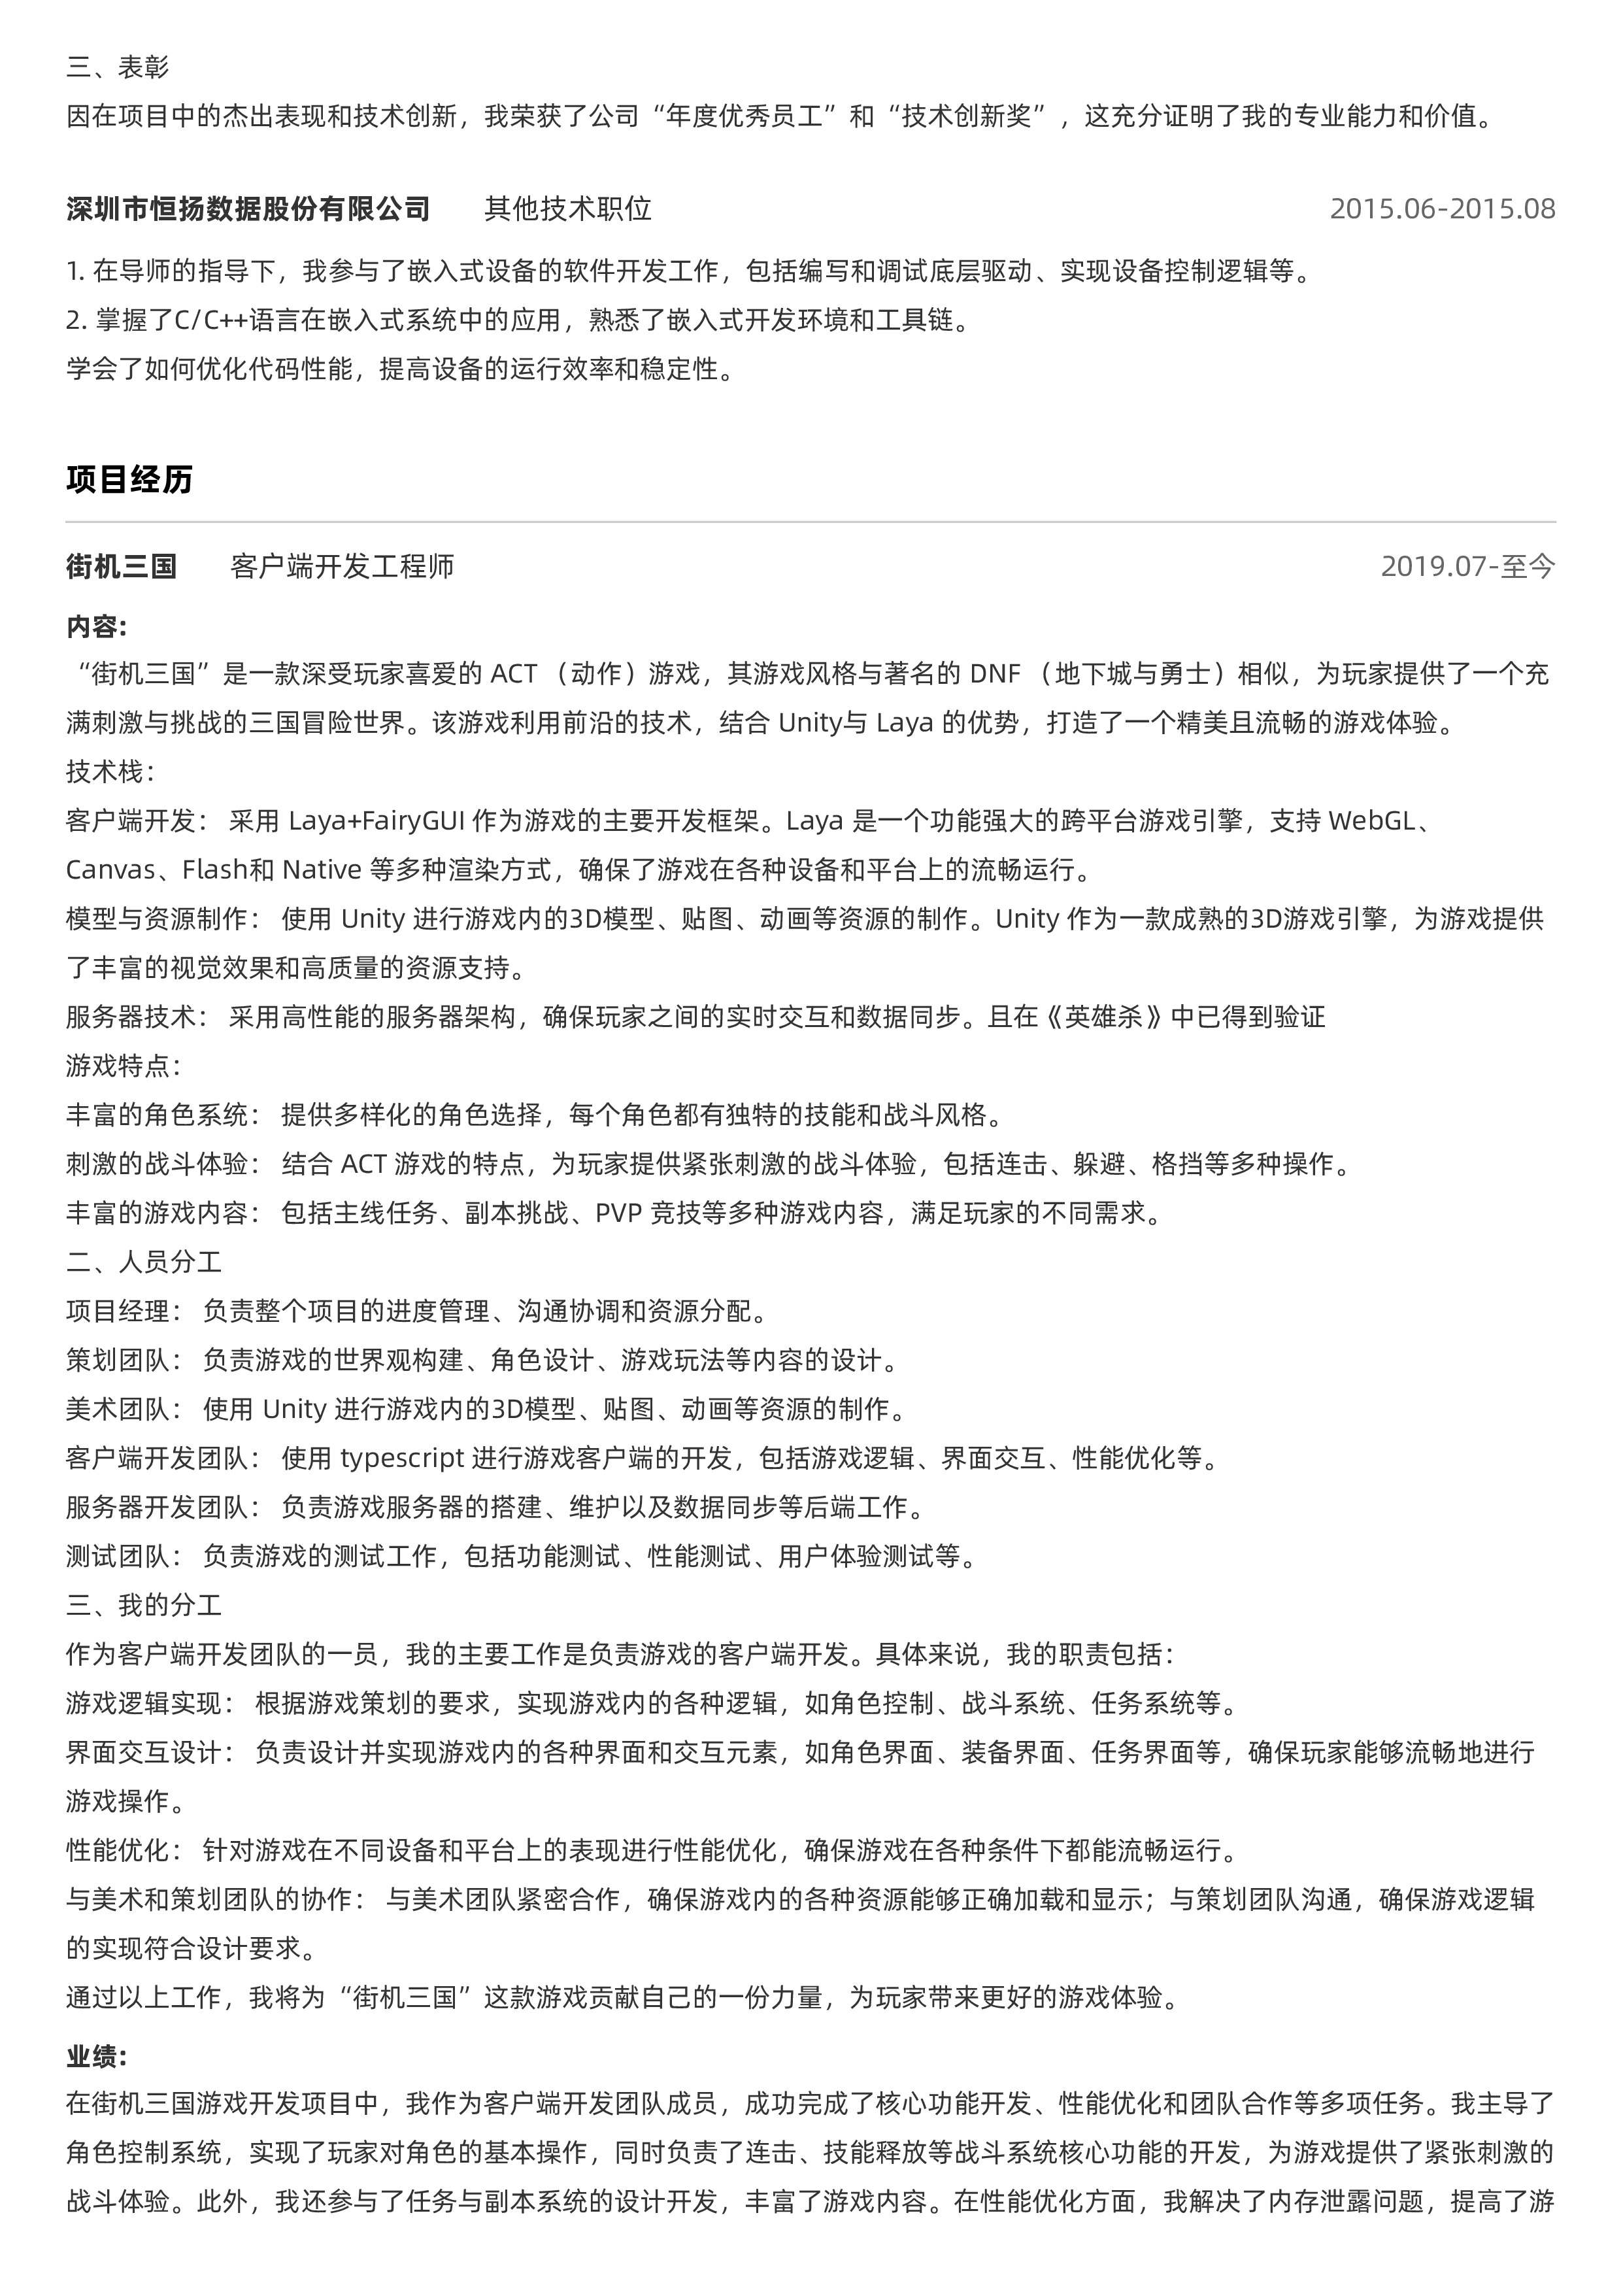 三、表彰
因在项目中的杰出表现和技术创新，我荣获了公司“年度优秀员工”和“技术创新奖”，这充分证明了我的专业能力和价值。
深圳市恒扬数据股份有限公司 其他技术职位 2015.06-2015.08
1. 在导师的指导下，我参与了嵌入式设备的软件开发工作，包括编写和调试底层驱动、实现设备控制逻辑等。
2. 掌握了C/C++语言在嵌入式系统中的应用，熟悉了嵌入式开发环境和工具链。
学会了如何优化代码性能，提高设备的运行效率和稳定性。
项目经历
街机三国 客户端开发工程师 2019.07-至今
内容：
“街机三国”是一款深受玩家喜爱的 ACT （动作）游戏，其游戏风格与著名的 DNF （地下城与勇士）相似，为玩家提供了一个充
满刺激与挑战的三国冒险世界。该游戏利用前沿的技术，结合 Unity与 Laya 的优势，打造了一个精美且流畅的游戏体验。
技术栈：
客户端开发： 采用 Laya+FairyGUI 作为游戏的主要开发框架。Laya 是一个功能强大的跨平台游戏引擎，支持 WebGL、
Canvas、Flash和 Native 等多种渲染方式，确保了游戏在各种设备和平台上的流畅运行。
模型与资源制作： 使用 Unity 进行游戏内的3D模型、贴图、动画等资源的制作。Unity 作为一款成熟的3D游戏引擎，为游戏提供
了丰富的视觉效果和高质量的资源支持。
服务器技术： 采用高性能的服务器架构，确保玩家之间的实时交互和数据同步。且在《英雄杀》中已得到验证
游戏特点：
丰富的角色系统： 提供多样化的角色选择，每个角色都有独特的技能和战斗风格。
刺激的战斗体验： 结合 ACT 游戏的特点，为玩家提供紧张刺激的战斗体验，包括连击、躲避、格挡等多种操作。
丰富的游戏内容： 包括主线任务、副本挑战、PVP 竞技等多种游戏内容，满足玩家的不同需求。
二、人员分工
项目经理： 负责整个项目的进度管理、沟通协调和资源分配。
策划团队： 负责游戏的世界观构建、角色设计、游戏玩法等内容的设计。
美术团队： 使用 Unity 进行游戏内的3D模型、贴图、动画等资源的制作。
客户端开发团队： 使用 typescript 进行游戏客户端的开发，包括游戏逻辑、界面交互、性能优化等。
服务器开发团队： 负责游戏服务器的搭建、维护以及数据同步等后端工作。
测试团队： 负责游戏的测试工作，包括功能测试、性能测试、用户体验测试等。
三、我的分工
作为客户端开发团队的一员，我的主要工作是负责游戏的客户端开发。具体来说，我的职责包括：
游戏逻辑实现： 根据游戏策划的要求，实现游戏内的各种逻辑，如角色控制、战斗系统、任务系统等。
界面交互设计： 负责设计并实现游戏内的各种界面和交互元素，如角色界面、装备界面、任务界面等，确保玩家能够流畅地进行
游戏操作。
性能优化： 针对游戏在不同设备和平台上的表现进行性能优化，确保游戏在各种条件下都能流畅运行。
与美术和策划团队的协作： 与美术团队紧密合作，确保游戏内的各种资源能够正确加载和显示；与策划团队沟通，确保游戏逻辑
的实现符合设计要求。
通过以上工作，我将为“街机三国”这款游戏贡献自己的一份力量，为玩家带来更好的游戏体验。
业绩：
在街机三国游戏开发项目中，我作为客户端开发团队成员，成功完成了核心功能开发、性能优化和团队合作等多项任务。我主导了
角色控制系统，实现了玩家对角色的基本操作，同时负责了连击、技能释放等战斗系统核心功能的开发，为游戏提供了紧张刺激的
战斗体验。此外，我还参与了任务与副本系统的设计开发，丰富了游戏内容。在性能优化方面，我解决了内存泄露问题，提高了游